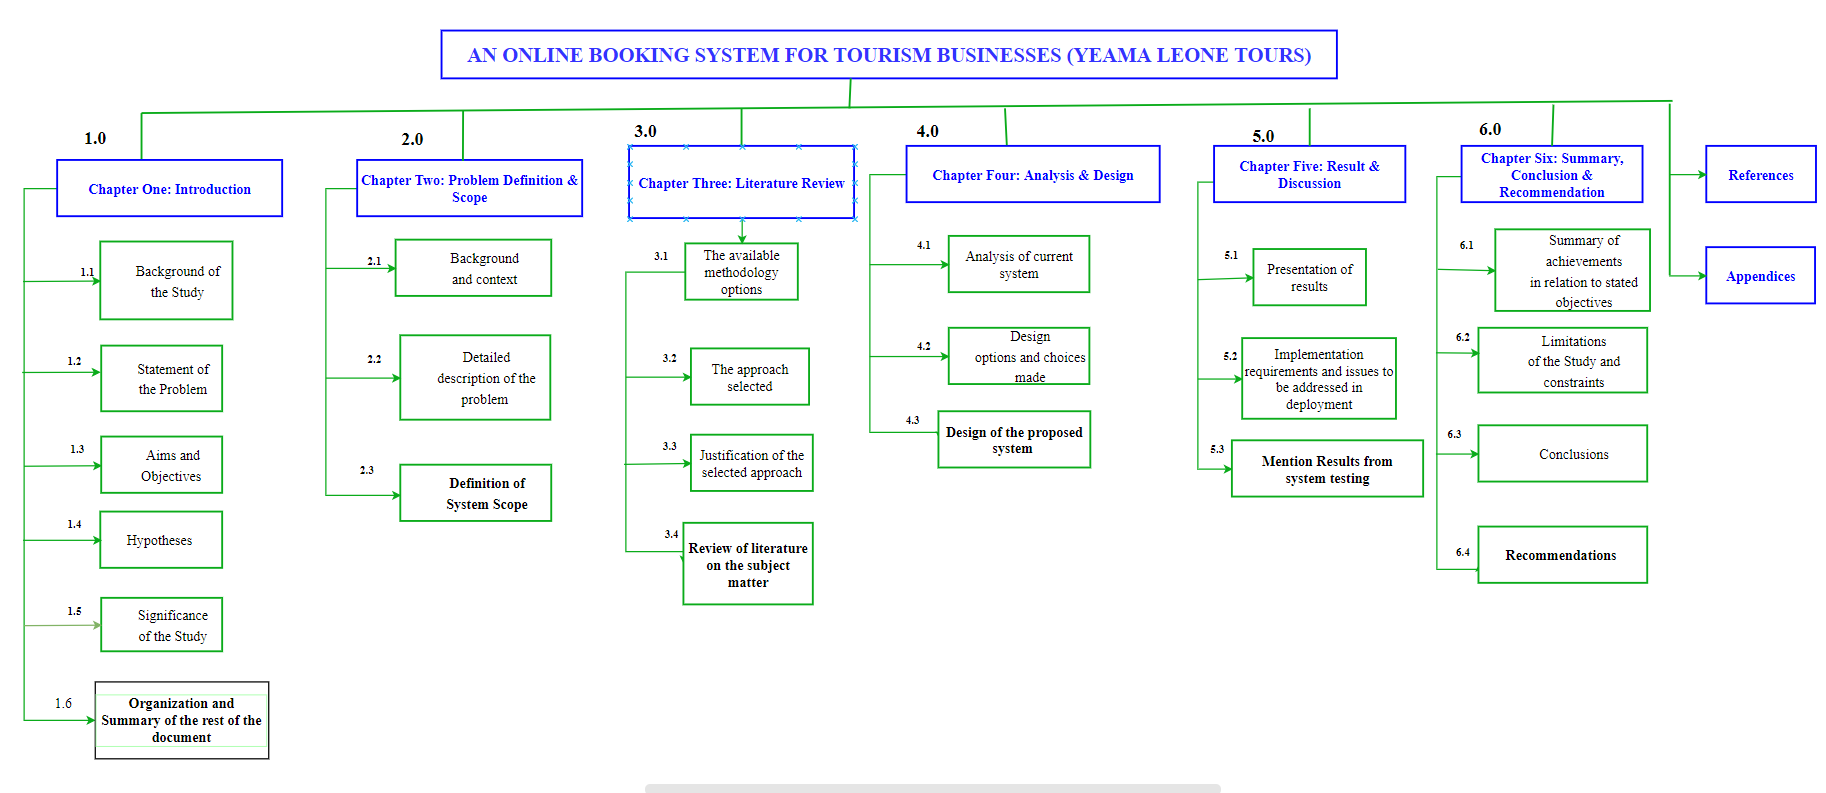 AN ONLINE BOOKING SYSTEM FOR TOURISM BUSINESSES (YEAMA LEONE TOURS)
1.0
Chapter One: Introduction
1.1
Background of
the Study
1.2
Statement of
the Problem
1.3
Aims and
Objectives
1.4
Hypotheses
1.5
Significance
of the Study
1.6
Organization and
Summary of the rest of the
document
2.0
Chapter Two: Problem Definition &
Scope
2.1
Background
and context
2.2
Detailed
description of the
problem
2.3
Definition of
System Scope
3.0
Chapter Three: Literature Review
3.1
The available
methodology
options
3.2
The approach
selected
3.3
Justification of the
selected approach
3.4
Review of literature
on the subject
matter
4.0
Chapter Four: Analysis & Design
4.1
Analysis of current
system
4.2
Design
options and choices
made
4.3
Design of the proposed
system
5.0
Chapter Five: Result &
Discussion
5.1
Presentation of
results
5.2
Implementation
requirements and issues to
be addressed in
deployment
5.3
Mention Results from
system testing
6.0
Chapter Six: Summary,
Conclusion &
Recommendation
6.1
Summary of
achievements
in relation to stated
objectives
6.2
Limitations
of the Study and
constraints
6.3
Conclusions
6.4
Recommendations
References
Appendices